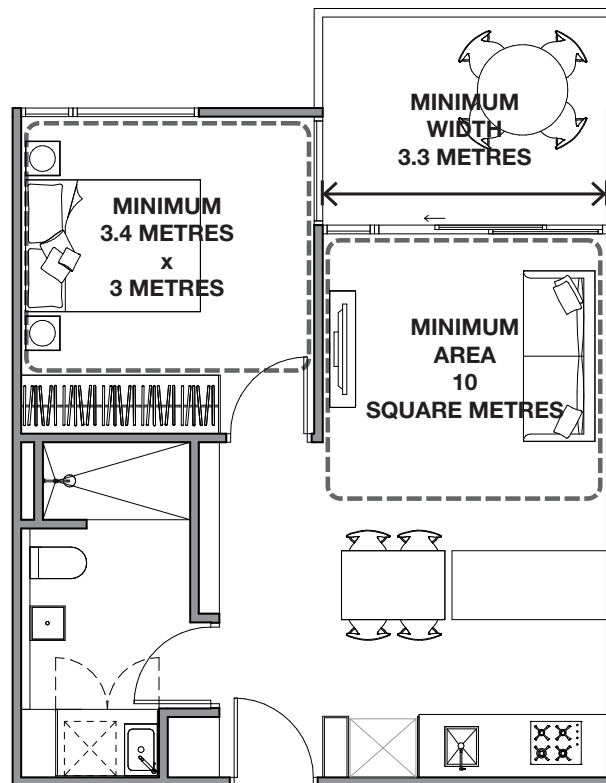 MINIMUM
WIDTH
3.3 METRES
MINIMUM
3.4 METRES
x
3 METRES
MINIMUM
AREA
10
SQUARE METRES